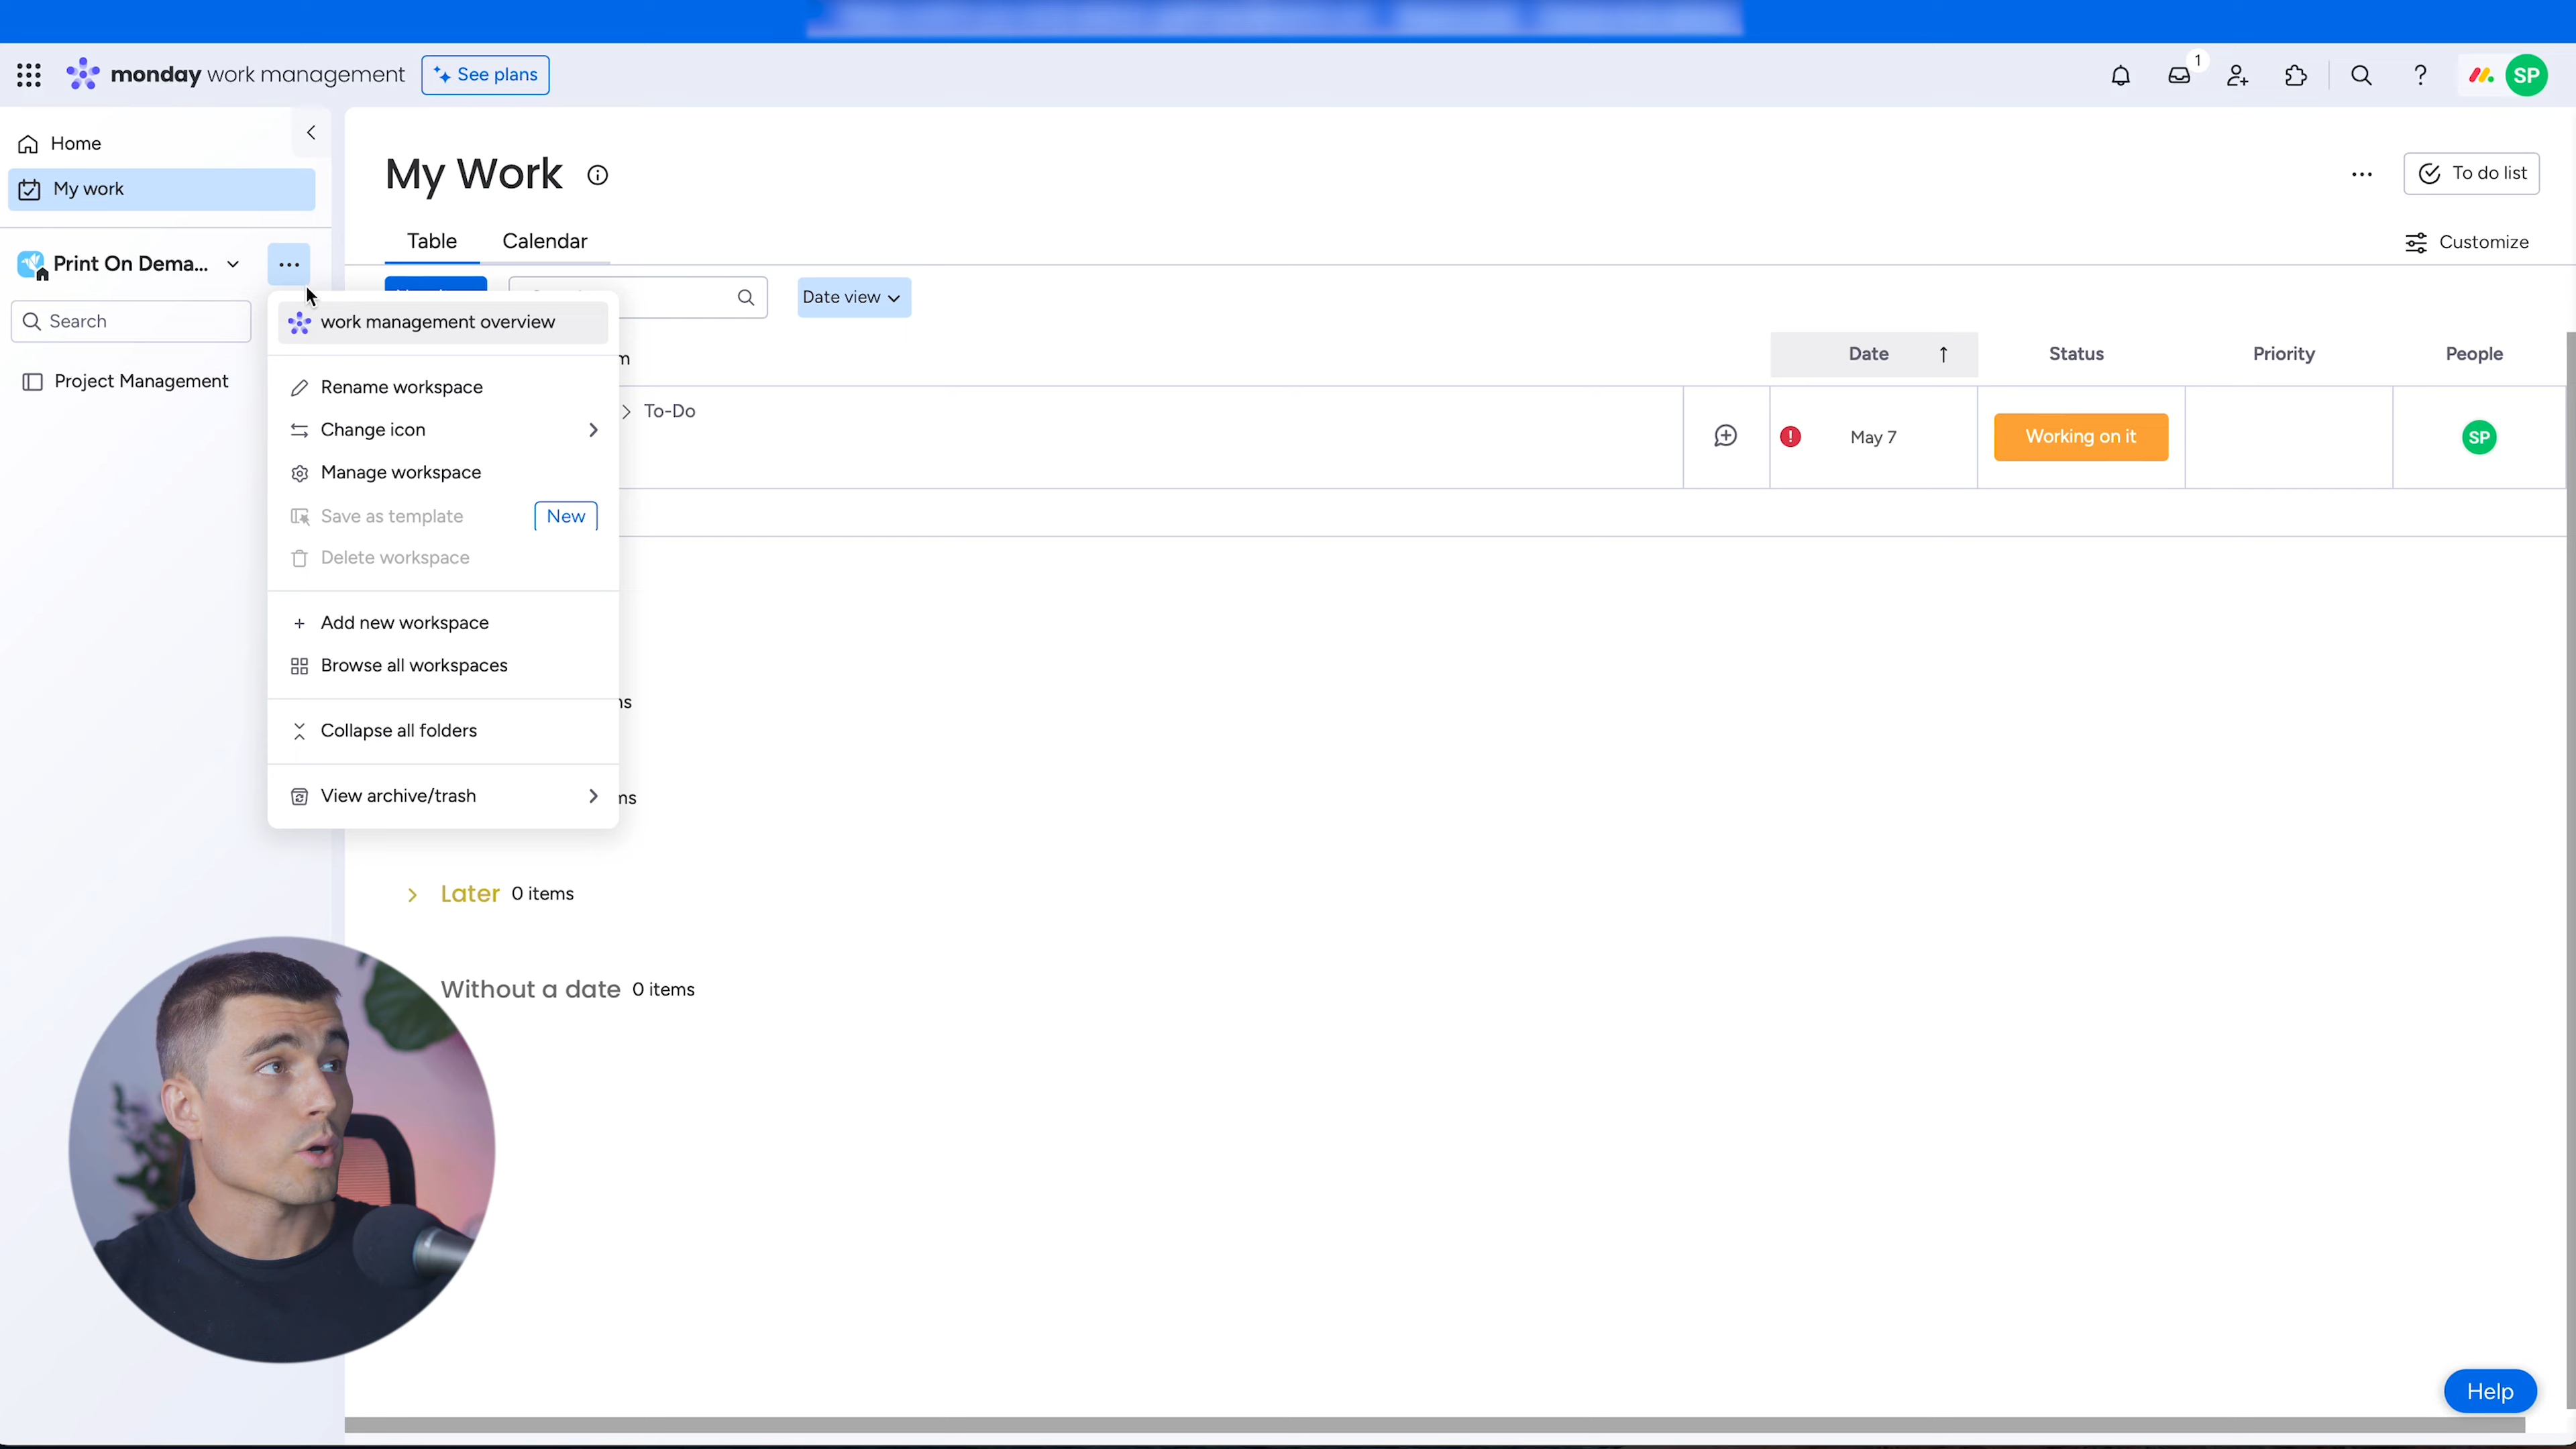 monday work management
See plans
1
SP
Home
My work
Print On Dema...
Search
Project Management
My Work
To do list
Table
Calendar
Customize
Date view
work management overview
Rename workspace
Change icon
Manage workspace
Save as template
New
Delete workspace
Add new workspace
Browse all workspaces
Collapse all folders
View archive/trash
Date
Status
Priority
People
To-Do
May 7
Working on it
SP
Later 0 items
Without a date 0 items
Help